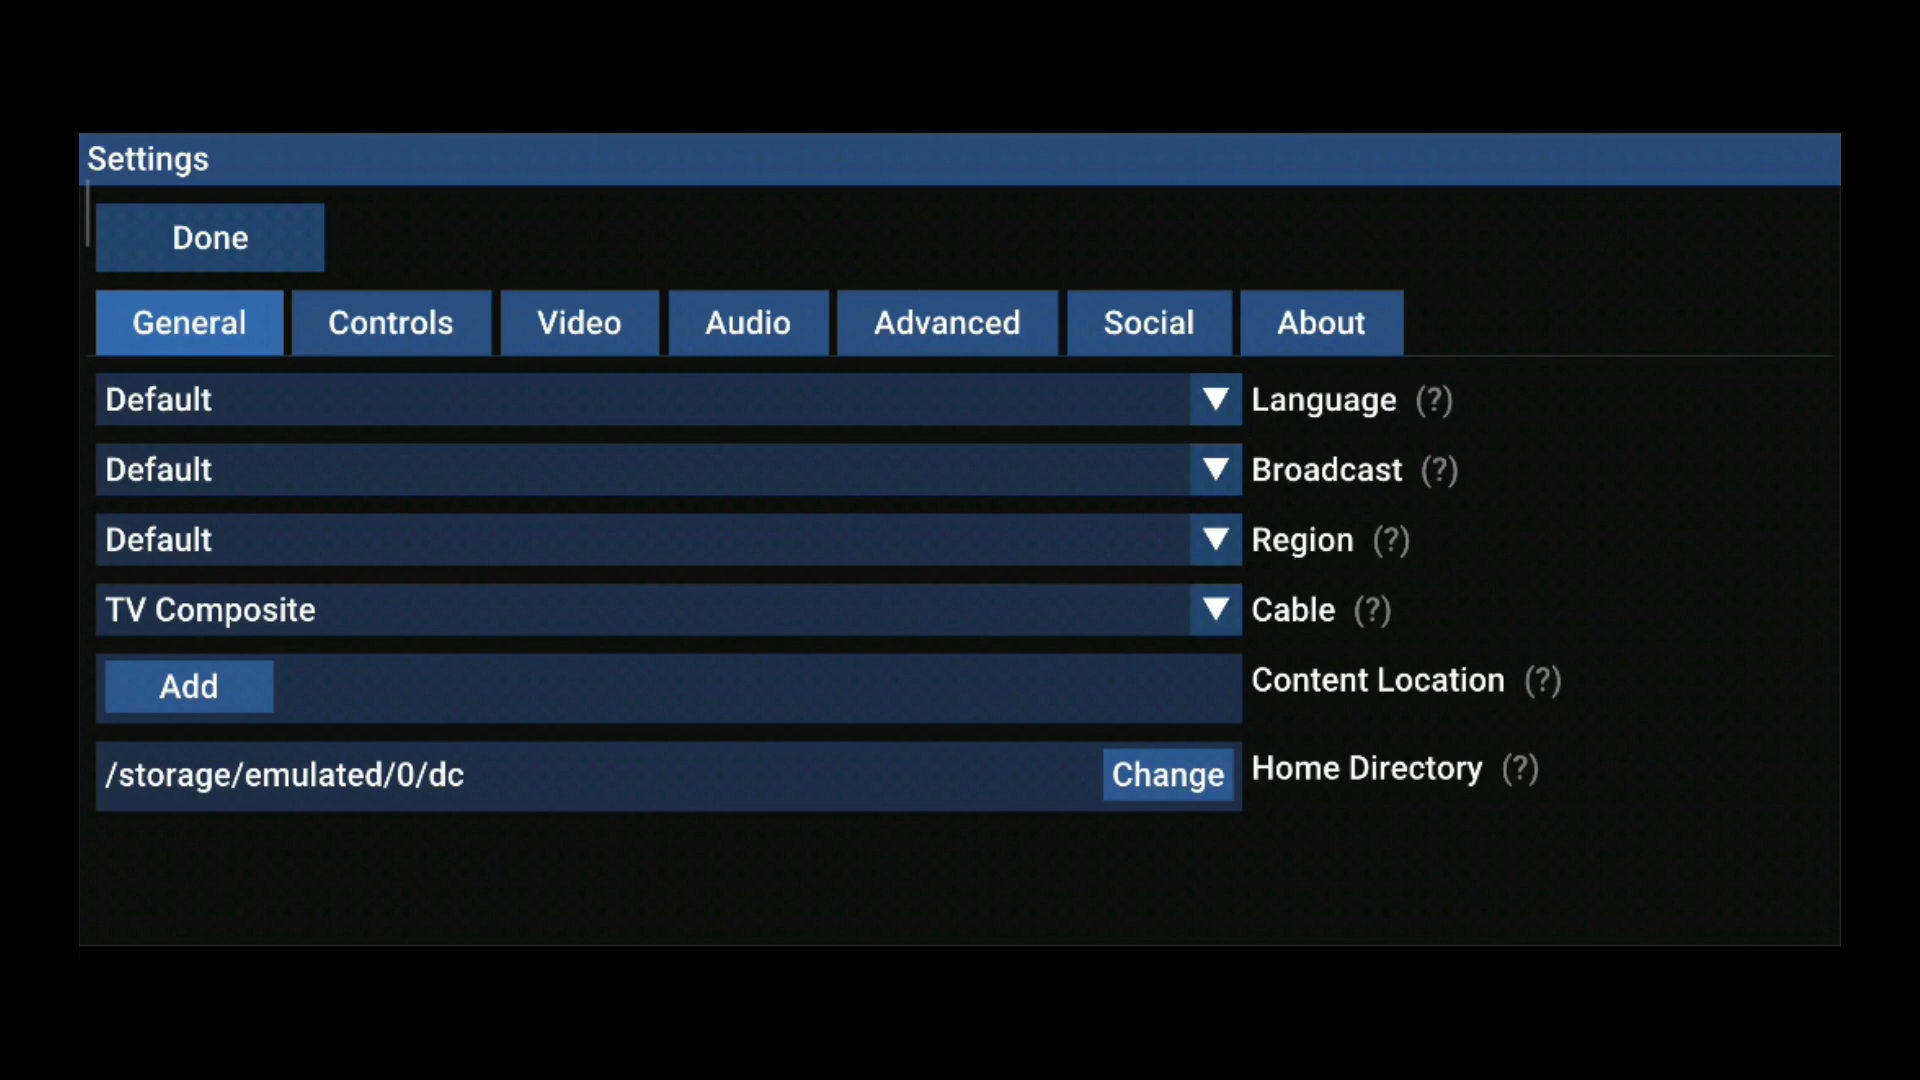 Settings
Done
General Controls Video Audio Advanced Social About
Default Language (?)
Default Broadcast (?)
Default Region (?)
TV Composite Cable (?)
Add Content Location (?)
/storage/emulated/0/dc Change Home Directory (?)